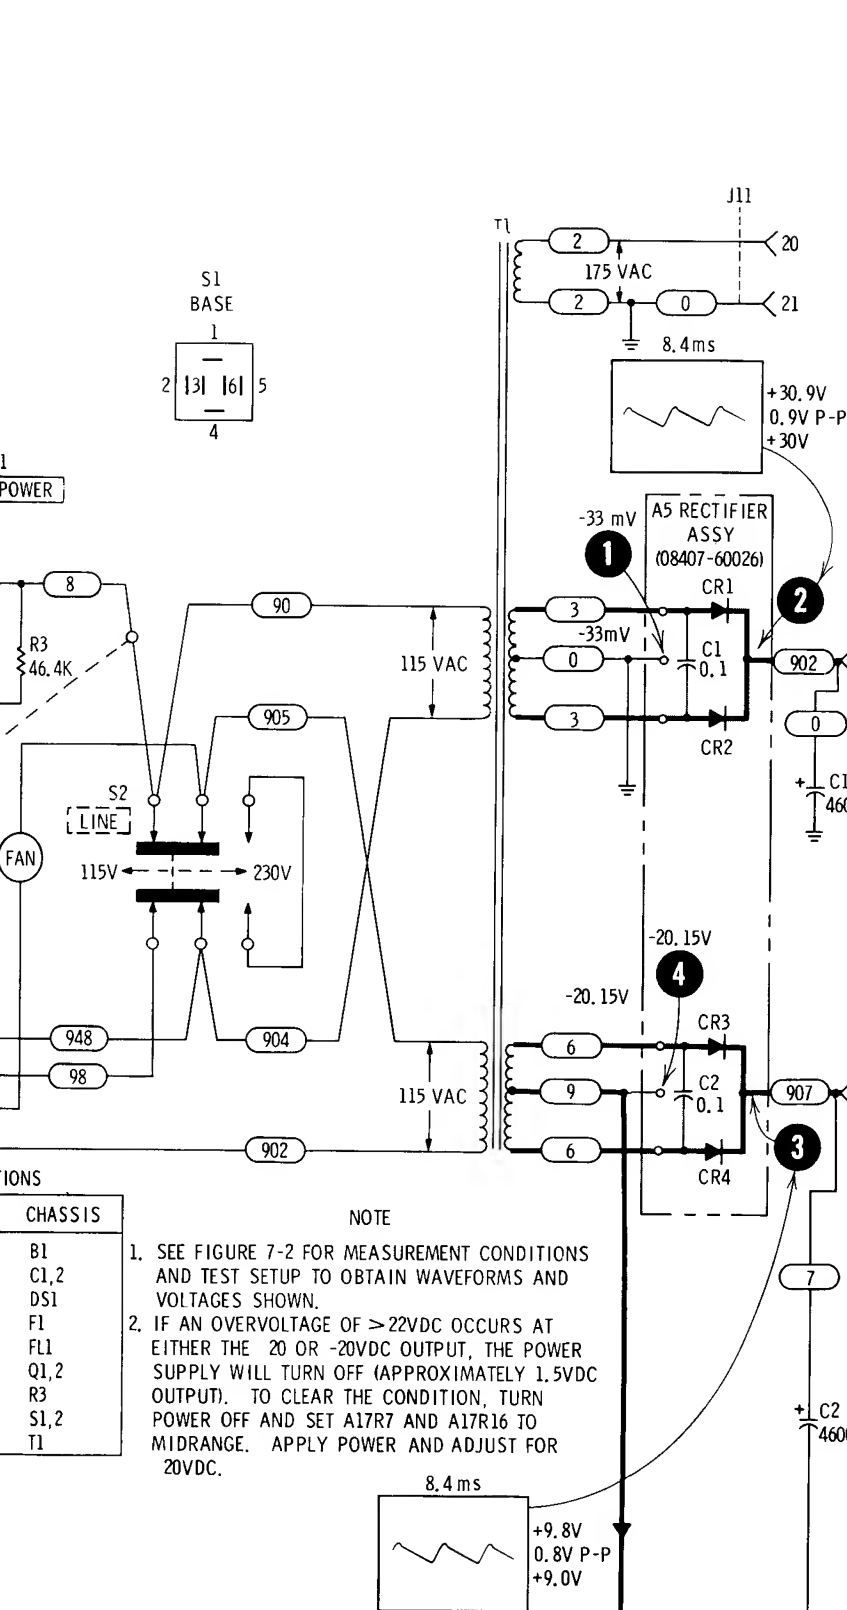 J11
T1
2
20
175 VAC
2
0
21
S1
BASE
1
2
3
6
5
4
8.4ms
+30.9V
0.9V P-P
+30V
1
POWER
-33 mV
A5 RECTIFIER
ASSY
(08407-60026)
1
CR1
2
8
90
3
R3
46.4K
115 VAC
-33mV
0
C1
0.1
902
905
3
CR2
0
S2
LINE
+
C1
460
FAN
115V
230V
-20.15V
4
-20.15V
CR3
948
904
6
98
115 VAC
9
C2
0.1
907
902
6
CR4
3
IONS
CHASSIS
B1
C1,2
DS1
F1
FL1
Q1,2
R3
S1,2
T1
NOTE
1. SEE FIGURE 7-2 FOR MEASUREMENT CONDITIONS
AND TEST SETUP TO OBTAIN WAVEFORMS AND
VOLTAGES SHOWN.
2. IF AN OVERVOLTAGE OF >22VDC OCCURS AT
EITHER THE 20 OR -20VDC OUTPUT, THE POWER
SUPPLY WILL TURN OFF (APPROXIMATELY 1.5VDC
OUTPUT). TO CLEAR THE CONDITION, TURN
POWER OFF AND SET A17R7 AND A17R16 TO
MIDRANGE. APPLY POWER AND ADJUST FOR
20VDC.
7
+
C2
4600
8.4ms
+9.8V
0.8V P-P
+9.0V